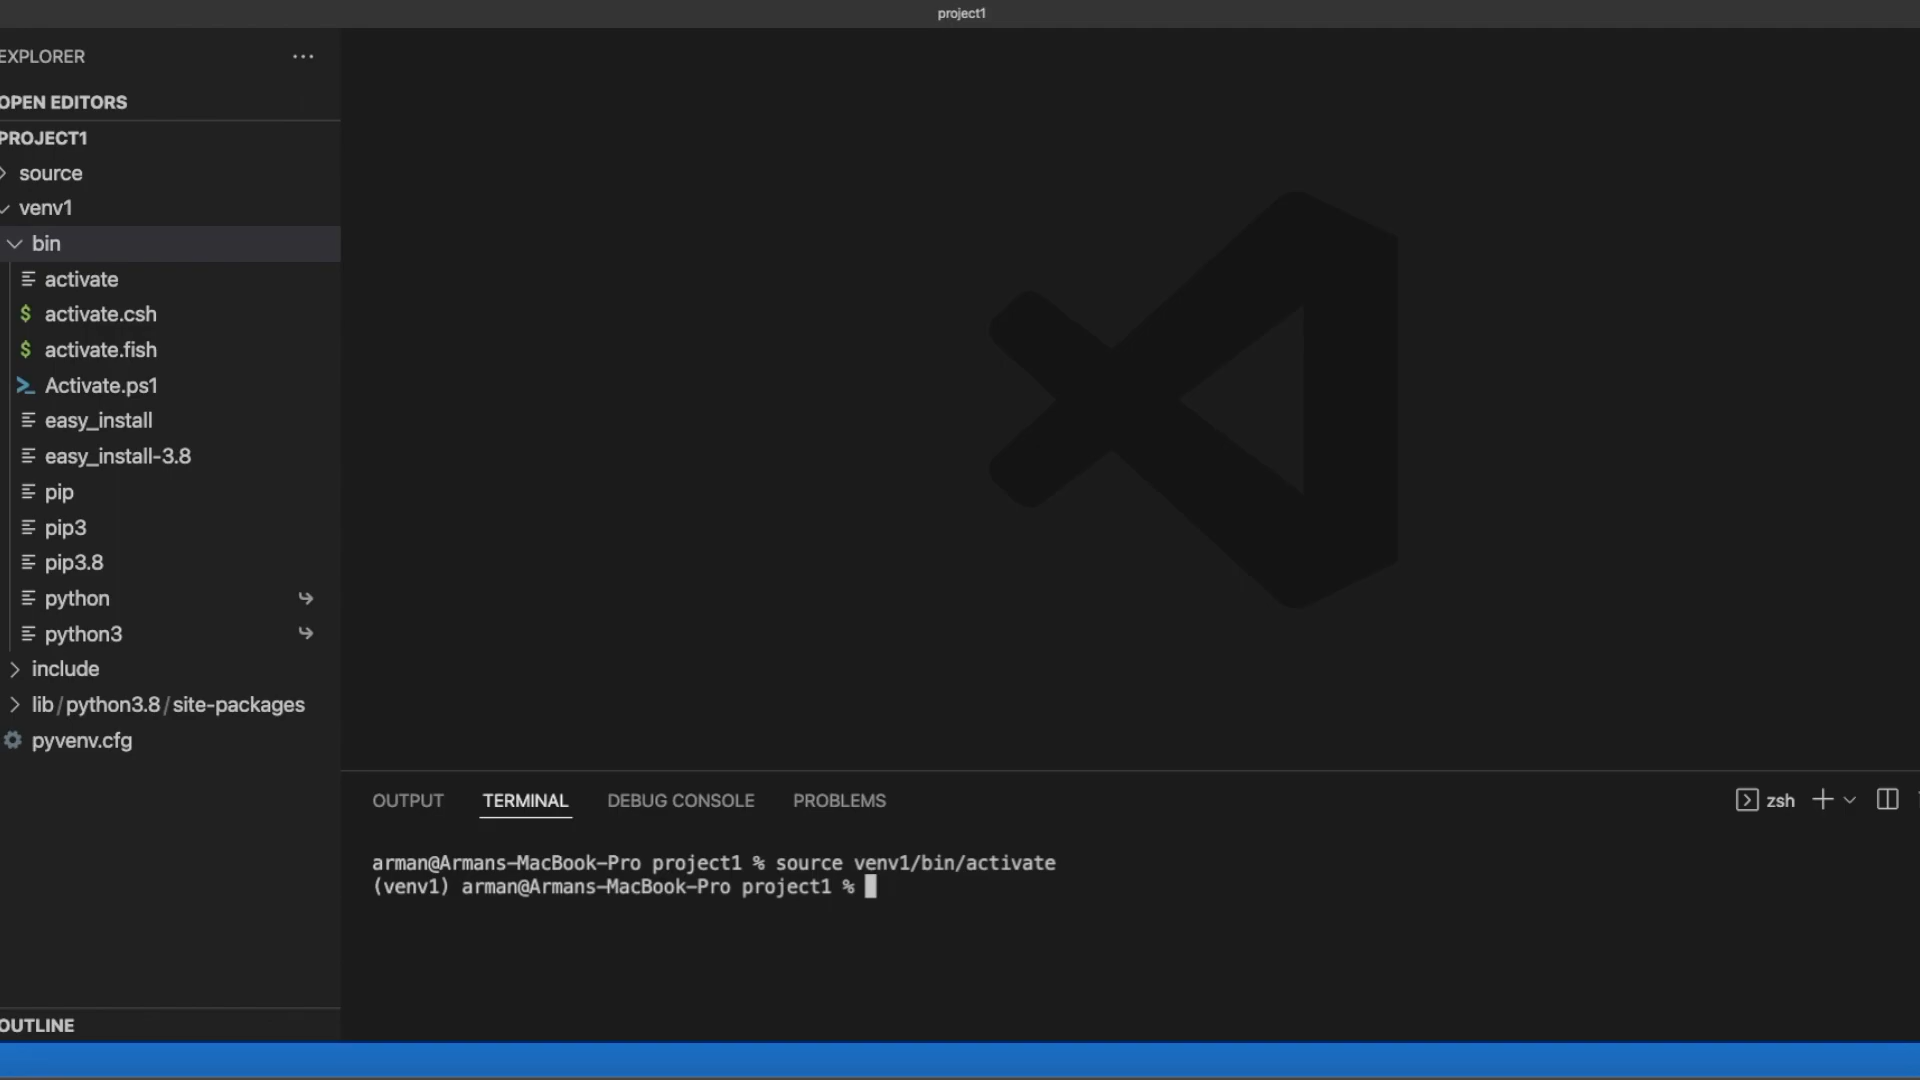 project1
EXPLORER
OPEN EDITORS
PROJECT1
source
venv1
bin
activate
activate.csh
activate.fish
Activate.ps1
easy_install
easy_install-3.8
pip
pip3
pip3.8
python
python3
include
lib/python3.8/site-packages
pyvenv.cfg
OUTLINE
OUTPUT TERMINAL DEBUG CONSOLE PROBLEMS zsh
arman@Armans-MacBook-Pro project1 % source venv1/bin/activate
(venv1) arman@Armans-MacBook-Pro project1 %